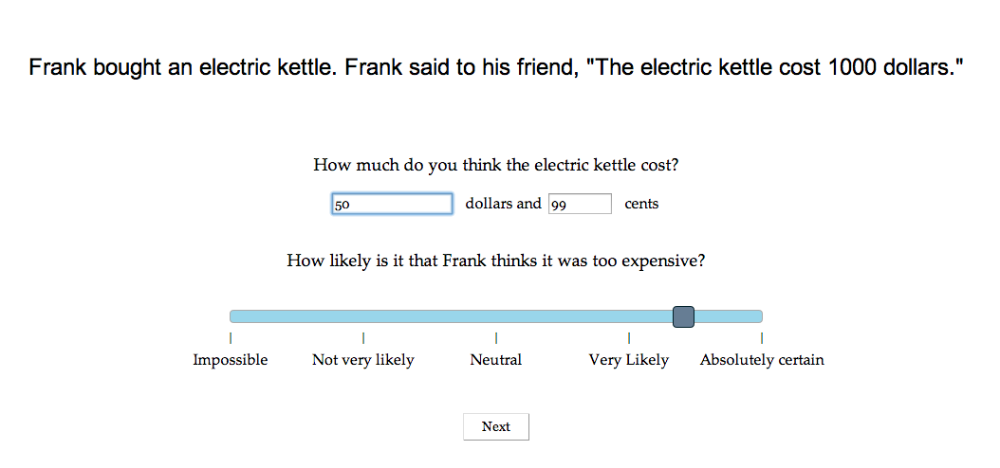 Frank bought an electric kettle. Frank said to his friend, "The electric kettle cost 1000 dollars."
How much do you think the electric kettle cost?
50 dollars and 99 cents
How likely is it that Frank thinks it was too expensive?
Impossible Not very likely Neutral Very Likely Absolutely certain
Next